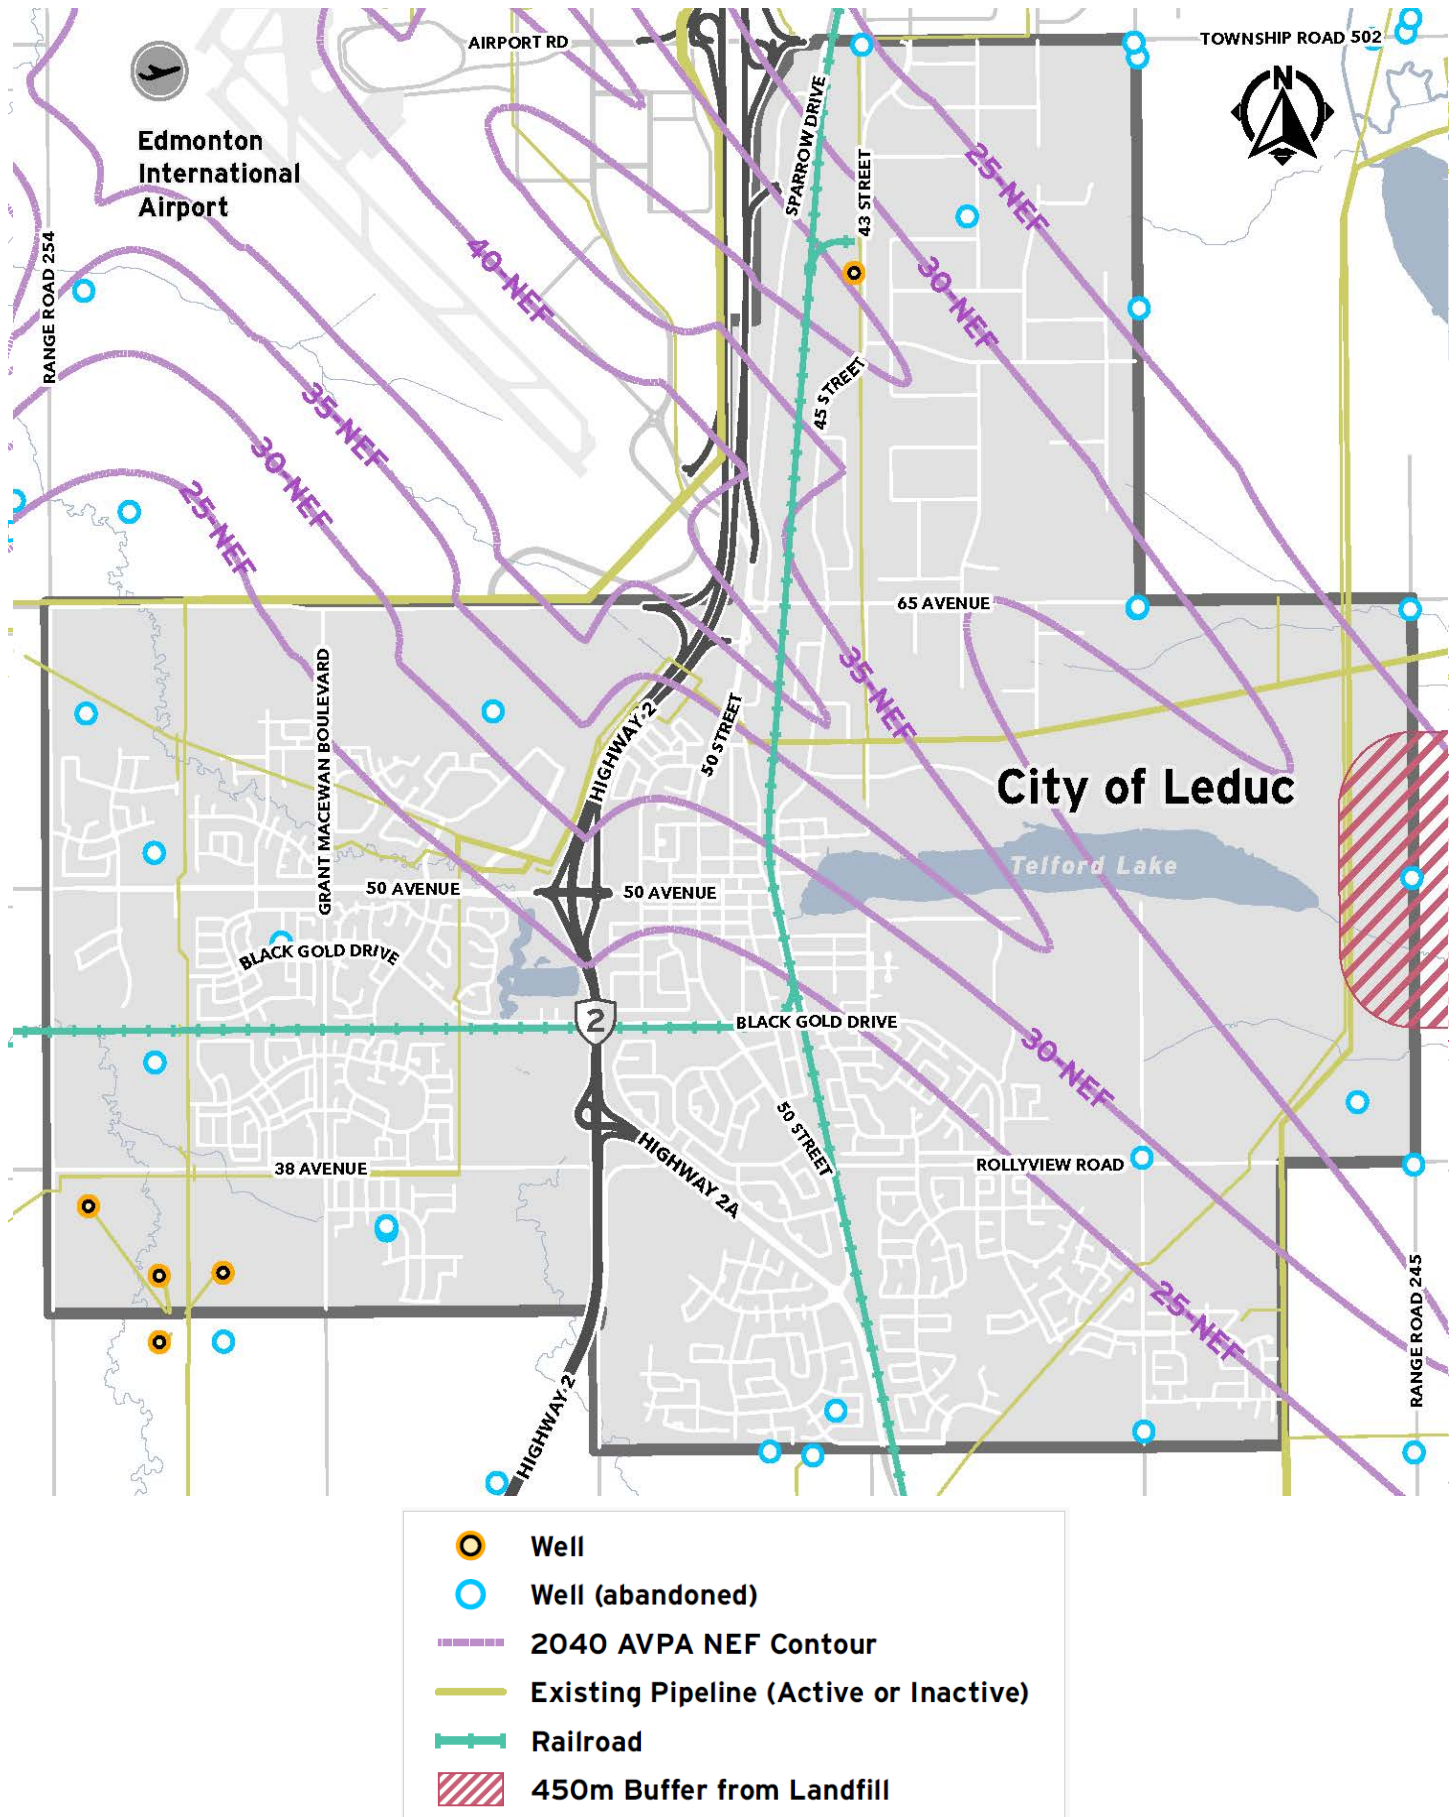 AIRPORT RD
TOWNSHIP ROAD 502
N
Edmonton
International
Airport
SPARROW DRIVE
43 STREET
25-NEF
RANGE ROAD 254
40-NEF
30-NEF
45 STREET
35-NEF
30-NEF
25-NEF
65 AVENUE
GRANT MACEWAN BOULEVARD
35-NEF
50 STREET
HIGHWAY 2
City of Leduc
Telford Lake
50 AVENUE
50 AVENUE
BLACK GOLD DRIVE
2
BLACK GOLD DRIVE
30-NEF
50 STREET
38 AVENUE
HIGHWAY 2A
ROLLYVIEW ROAD
25-NEF
RANGE ROAD 245
HIGHWAY 2
Well
Well (abandoned)
2040 AVPA NEF Contour
Existing Pipeline (Active or Inactive)
Railroad
450m Buffer from Landfill